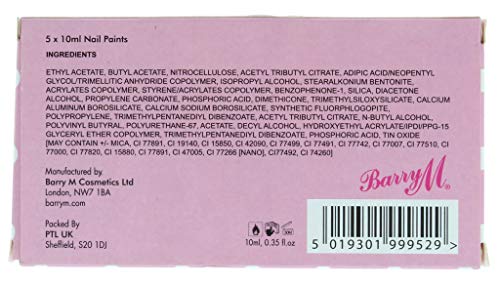 5 x 10ml Nail Paints
INGREDIENTS
ETHYL ACETATE, BUTYL ACETATE, NITROCELLULOSE, ACETYL TRIBUTYL CITRATE, ADIPIC ACID/NEOPENTYL
GLYCOL/TRIMELLITIC ANHYDRIDE COPOLYMER, ISOPROPYL ALCOHOL, STEARALKONIUM BENTONITE,
ACRYLATES COPOLYMER, STYRENE/ACRYLATES COPOLYMER, BENZOPHENONE-1, SILICA, DIACETONE
ALCOHOL, PROPYLENE CARBONATE, PHOSPHORIC ACID, DIMETHICONE, TRIMETHYLSILOXYSILICATE, CALCIUM
ALUMINUM BOROSILICATE, CALCIUM SODIUM BOROSILICATE, SYNTHETIC FLUORPHLOGOPITE,
POLYPROPYLENE, TRIMETHYLPENTANEDIYL DIBENZOATE, ACETYL TRIBUTYL CITRATE, N-BUTYL ALCOHOL,
POLYVINYL BUTYRAL, POLYURETHANE-67, ACETATE, DECYL ALCOHOL, HYDROXYETHYL ACRYLATE/IPDI/PPG-15
GLYCERYL ETHER COPOLYMER, TRIMETHYLPENTANEDIYL DIBENZOATE, PHOSPHORIC ACID, TIN OXIDE
[MAY CONTAIN +/- MICA, CI 77891, CI 19140, CI 15850, CI 42090, CI 77499, CI 77491, CI 77742, CI 77007, CI 77510, CI
77000, CI 77820, CI 15880, CI 77891, CI 47005, CI 77266 [NANO], CI77492, CI 74260]
Manufactured by
Barry M Cosmetics Ltd
London, NW7 1BA
barrym.com
Packed By
PTL UK
Sheffield, S20 1DJ
Barry M®
10ml, 0.35 fl.oz
5 019301 999529 >